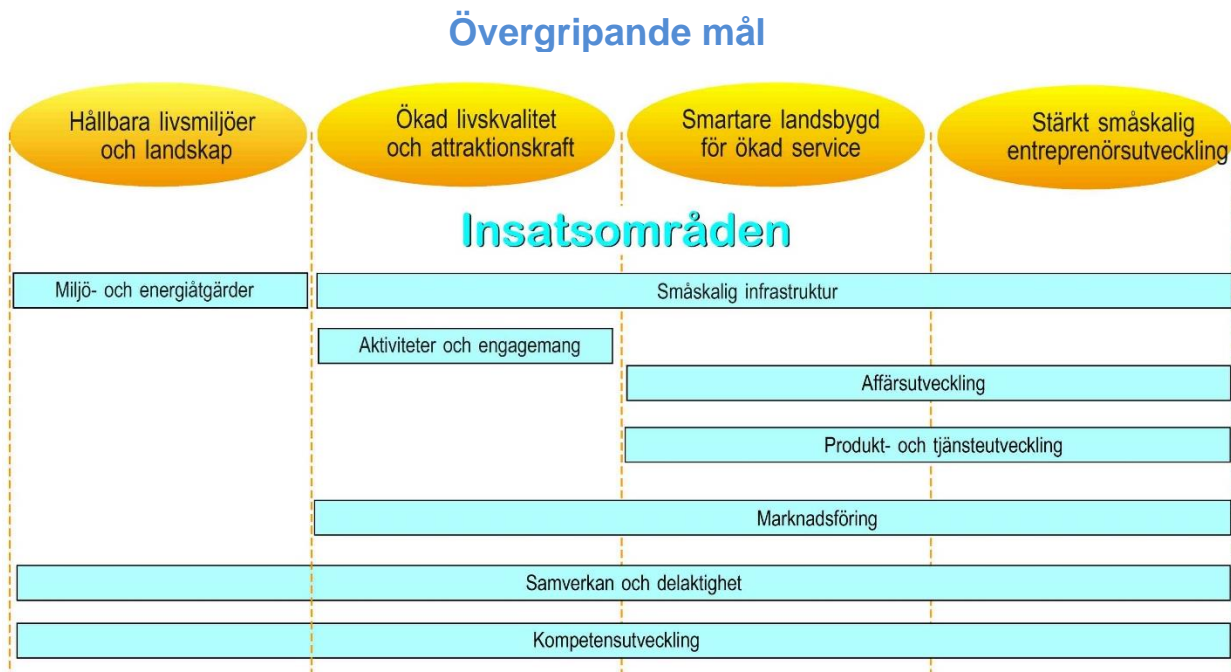 Övergripande mål
Hållbara livsmiljöer
och landskap
Ökad livskvalitet
och attraktionskraft
Smartare landsbygd
för ökad service
Stärkt småskalig
entreprenörsutveckling
Insatsområden
Miljö- och energiåtgärder
Småskalig infrastruktur
Aktiviteter och engagemang
Affärsutveckling
Produkt- och tjänsteutveckling
Marknadsföring
Samverkan och delaktighet
Kompetensutveckling